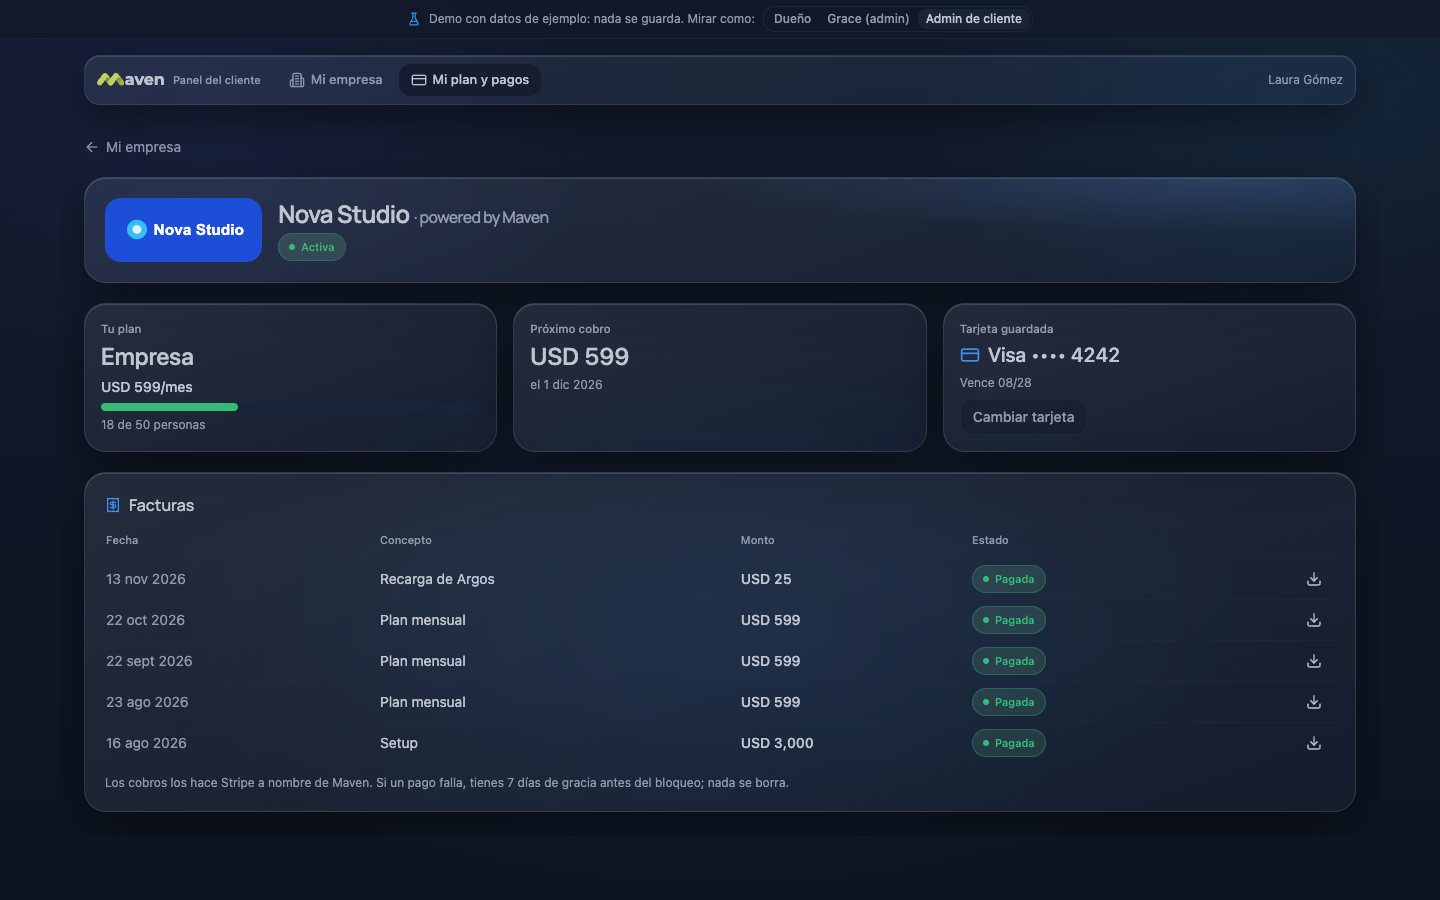 Demo con datos de ejemplo: nada se guarda. Mirar como: Dueño Grace (admin) Admin de cliente
Maven Panel del cliente Mi empresa Mi plan y pagos Laura Gómez
← Mi empresa
Nova Studio
Nova Studio · powered by Maven
Activa
Tu plan
Empresa
USD 599/mes
18 de 50 personas
Próximo cobro
USD 599
el 1 dic 2026
Tarjeta guardada
Visa •••• 4242
Vence 08/28
Cambiar tarjeta
Facturas
Fecha Concepto Monto Estado
13 nov 2026 Recarga de Argos USD 25 Pagada
22 oct 2026 Plan mensual USD 599 Pagada
22 sept 2026 Plan mensual USD 599 Pagada
23 ago 2026 Plan mensual USD 599 Pagada
16 ago 2026 Setup USD 3,000 Pagada
Los cobros los hace Stripe a nombre de Maven. Si un pago falla, tienes 7 días de gracia antes del bloqueo; nada se borra.